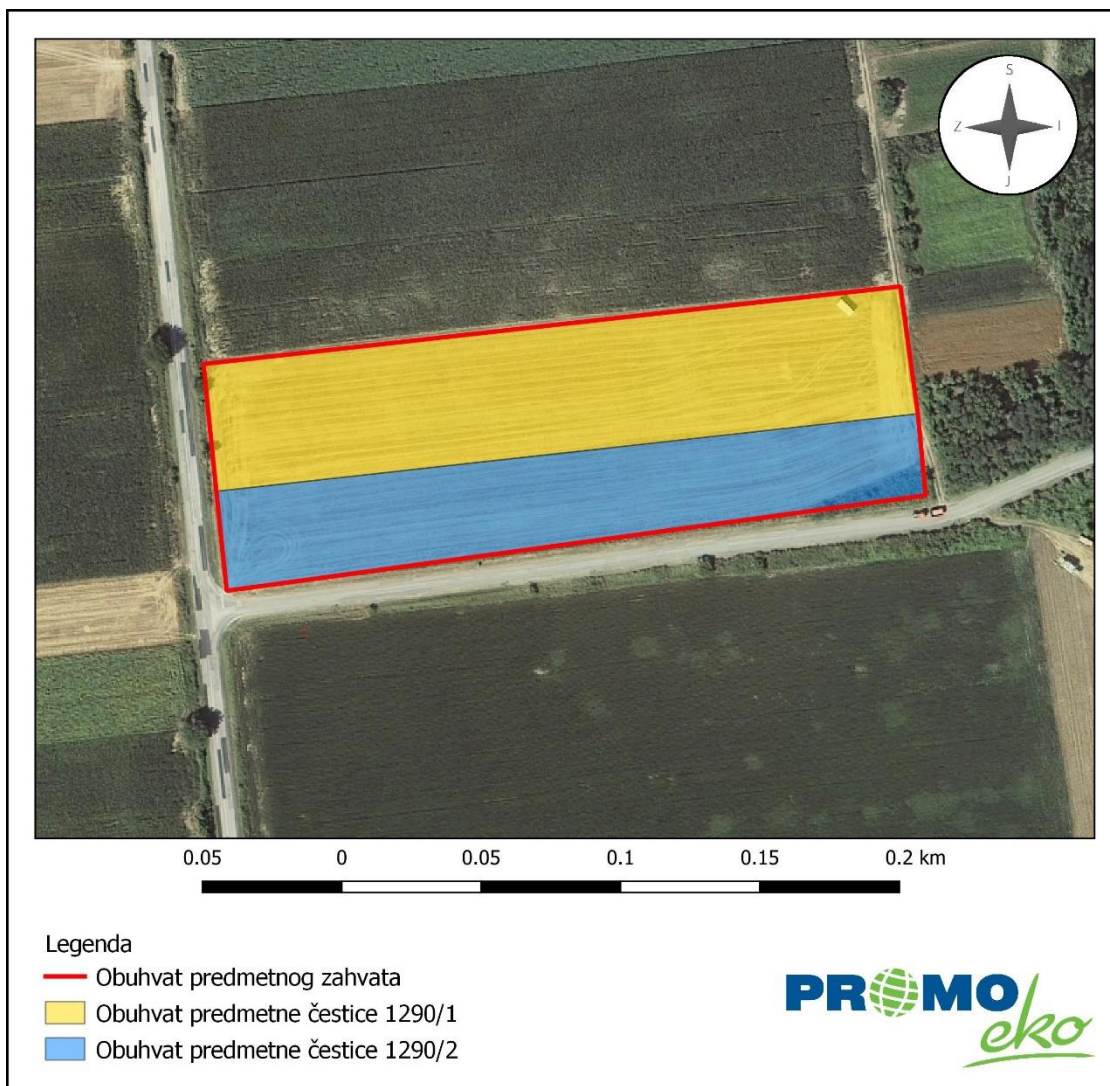 S
Z I
J
0.05 0 0.05 0.1 0.15 0.2 km
Legenda
Obuhvat predmetnog zahvata
Obuhvat predmetne čestice 1290/1
Obuhvat predmetne čestice 1290/2
PROMO
eko